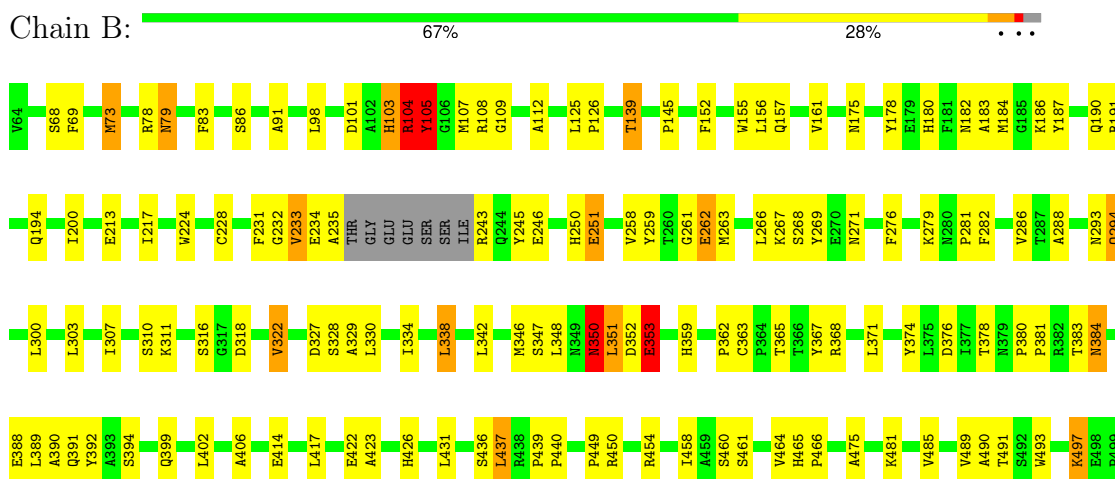 Chain B:
67% 28% • • •
V64 S68 F69 M73 R78 N79 F83 S86 A91 L98 D101 A102 H103 R104 Y105 G106 M107 R108 G109 A112 L125 P126 T139 P145 F152 W155 L156 Q157 V161 N175 Y178 E179 H180 F181 N182 A183 M184 G185 K186 Y187 Q190
Q194 I200 E213 I217 W224 C228 F231 G232 V233 E234 A235 THR GLY GLU GLU SER SER ILE R243 Q244 Y245 E246 H250 E251 V258 Y259 T260 G261 E262 M263 L266 K267 S268 Y269 E270 N271 F276 K279 N280 P281 F282 V286 T287 A288 N293
L300 L303 I307 S310 K311 S316 G317 D318 V322 D327 S328 A329 L330 I334 L338 L342 M346 S347 L348 N349 N350 L351 D352 E353 H359 P362 C363 P364 T365 T366 Y367 R368 L371 Y374 L375 D376 I377 T378 N379 P380 P381 R382 T383 N384
E388 L389 A390 Q391 Y392 A393 S394 Q399 L402 A406 E414 L417 E422 A423 H426 L431 S436 L437 R438 P439 P440 P449 R450 R454 I458 A459 S460 S461 V464 H465 P466 A475 K481 V485 V489 A490 T491 S492 W493 K497 E498